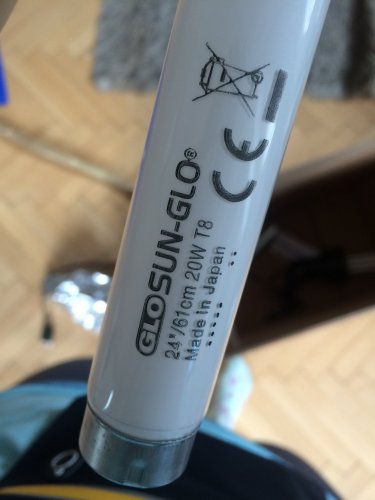 GLO SUN-GLO®
24"/61cm 20W T8
Made in Japan
CE